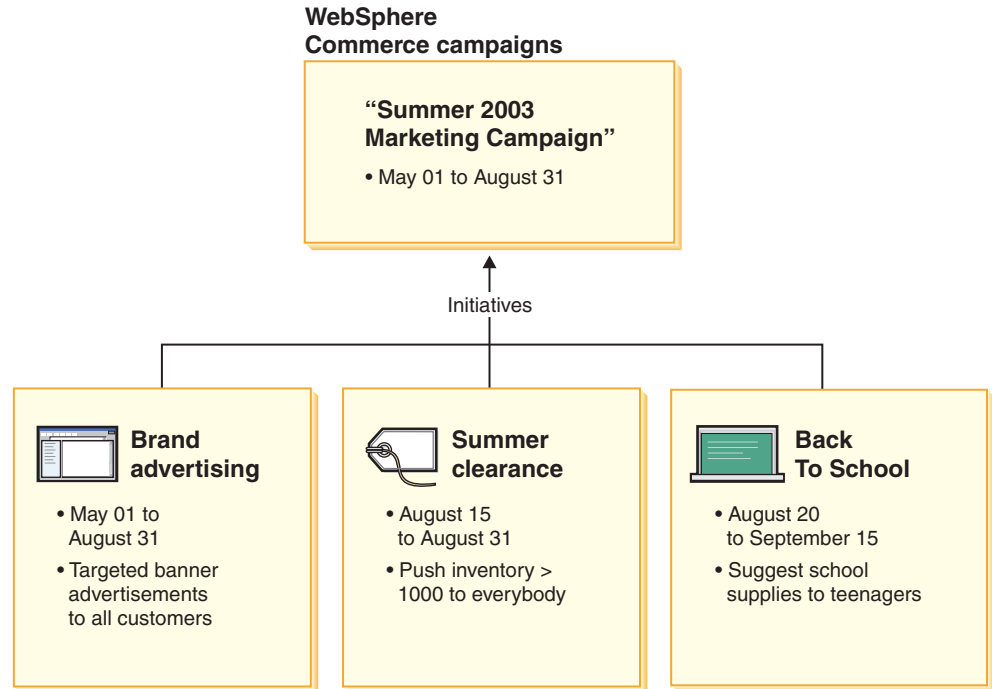 WebSphere
Commerce campaigns
“Summer 2003
Marketing Campaign”
• May 01 to August 31
Initiatives
Brand
advertising
• May 01 to
August 31
• Targeted banner
advertisements
to all customers
Summer
clearance
• August 15
to August 31
• Push inventory >
1000 to everybody
Back
To School
• August 20
to September 15
• Suggest school
supplies to teenagers